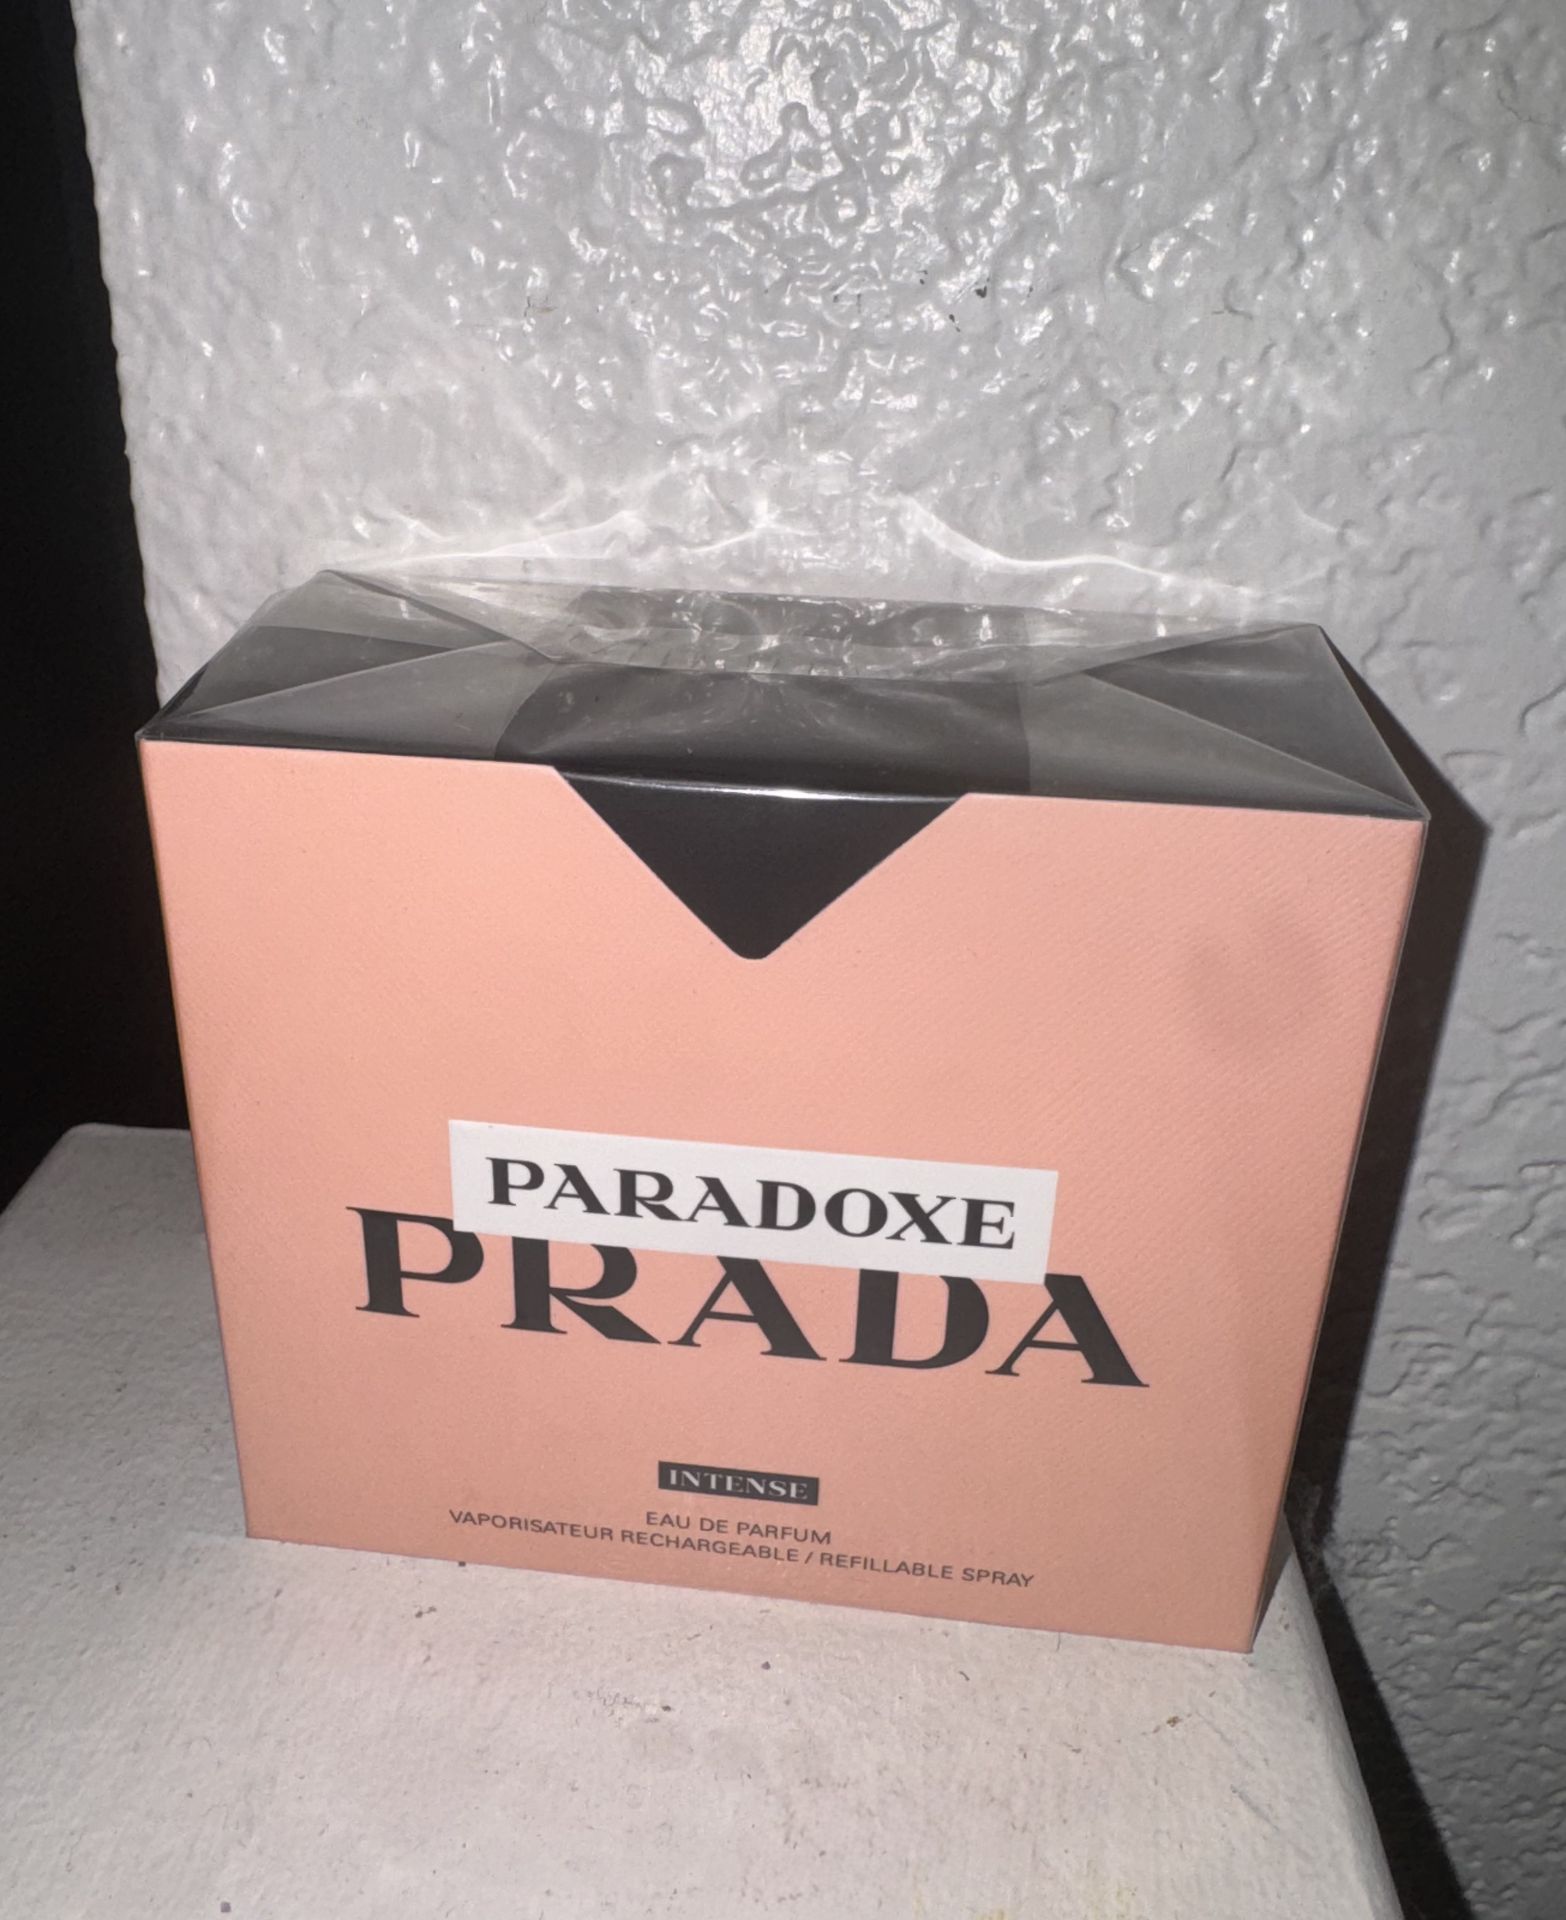 PARADOXE
PRADA
INTENSE
EAU DE PARFUM
VAPORISATEUR RECHARGEABLE / REFILLABLE SPRAY